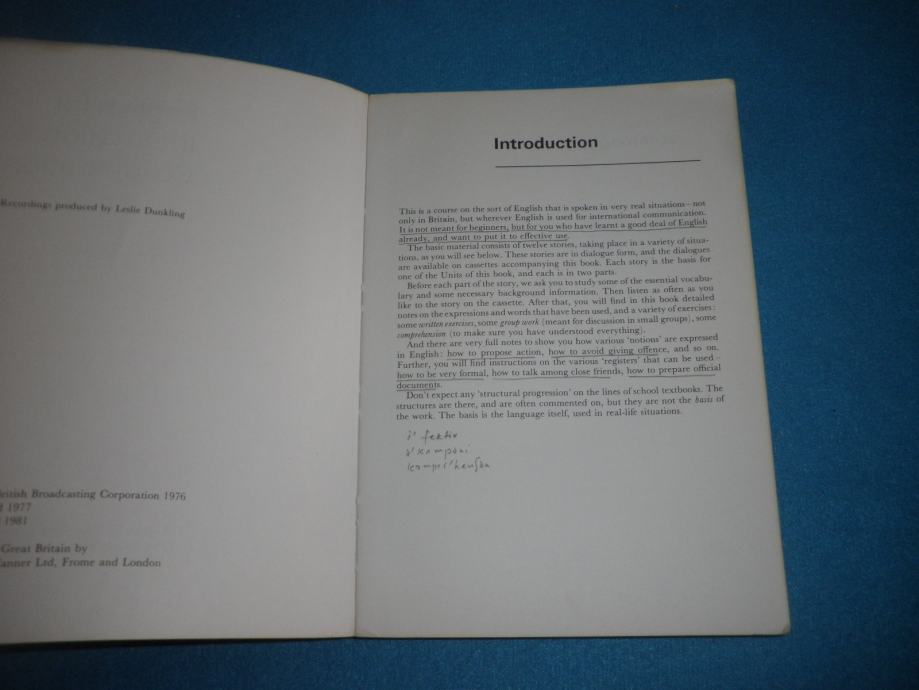 Recordings produced by Leslie Dunkling
British Broadcasting Corporation 1976
1977
1981
Great Britain by
Tanner Ltd, Frome and London
Introduction
This is a course on the sort of English that is spoken in very real situations—not
only in Britain, but wherever English is used for international communication.
It is not meant for beginners, but for you who have learnt a good deal of English
already, and want to put it to effective use.
The basic material consists of twelve stories, taking place in a variety of situa-
tions, as you will see below. These stories are in dialogue form, and the dialogues
are available on cassettes accompanying this book. Each story is the basis for
one of the Units of this book, and each is in two parts.
Before each part of the story, we ask you to study some of the essential vocabu-
lary and some necessary background information. Then listen as often as you
like to the story on the cassette. After that, you will find in this book detailed
notes on the expressions and words that have been used, and a variety of exercises:
some written exercises, some group work (meant for discussion in small groups), some
comprehension (to make sure you have understood everything).
And there are very full notes to show you how various 'notions' are expressed
in English: how to propose action, how to avoid giving offence, and so on.
Further, you will find instructions on the various 'registers' that can be used—
how to be very formal, how to talk among close friends, how to prepare official
documents.
Don't expect any 'structural progression' on the lines of school textbooks. The
structures are there, and are often commented on, but they are not the basis of
the work. The basis is the language itself, used in real-life situations.